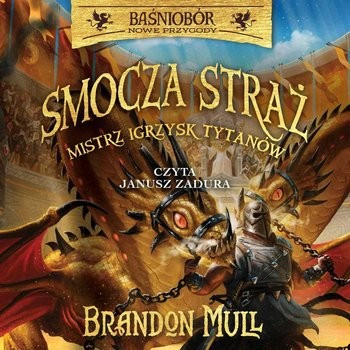 BAŚNIOBÓR
NOWE PRZYGODY
SMOCZA STRAŻ
MISTRZ IGRZYSK TYTANÓW
CZYTA
JANUSZ ZADURA
BRANDON MULL